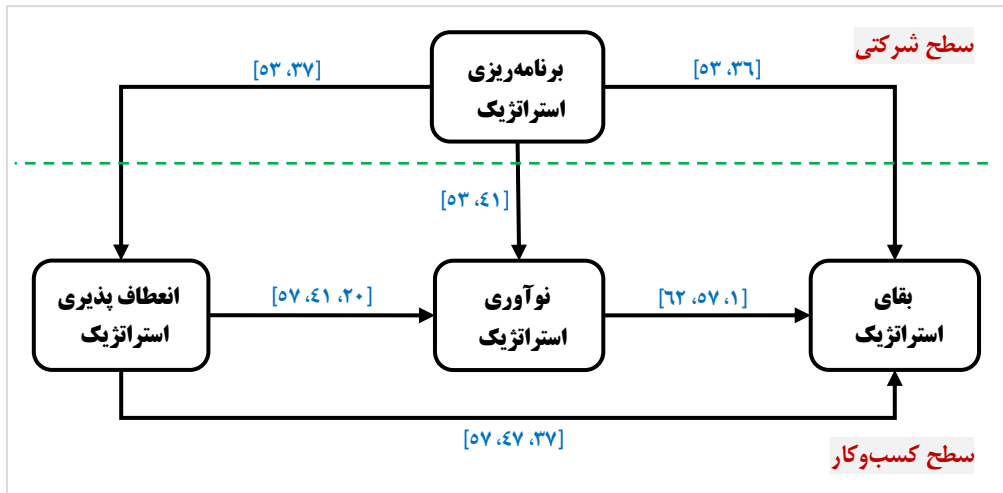 سطح شرکتی
برنامه‌ریزی
استراتژیک
[۳۶، ۵۳]
[۳۷، ۵۳]
[۴۱، ۵۳]
انعطاف پذیری
استراتژیک
[۲۰، ۴۱، ۵۷]
نوآوری
استراتژیک
[۱، ۵۷، ۶۲]
بقای
استراتژیک
[۳۷، ۴۷، ۵۷]
سطح کسب‌وکار